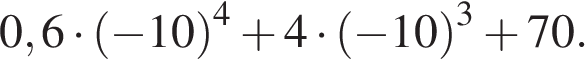 0,6 · (−10)⁴ + 4 · (−10)³ + 70.